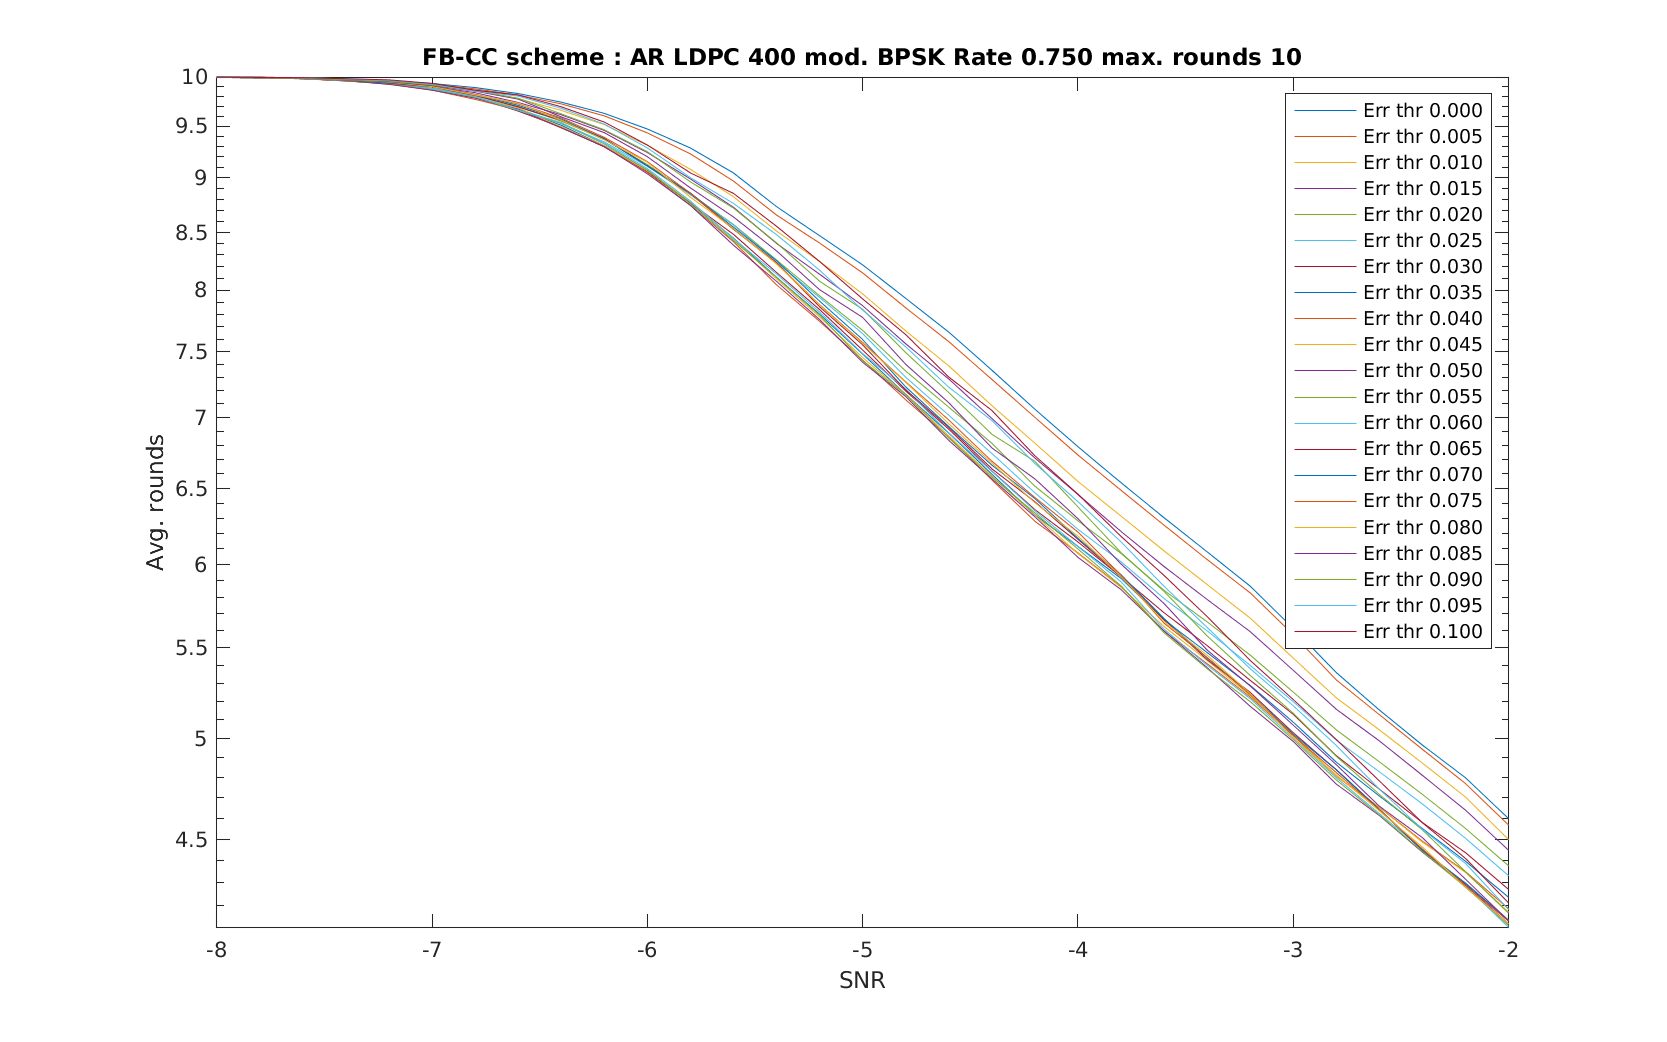 FB-CC scheme : AR LDPC 400 mod. BPSK Rate 0.750 max. rounds 10
10
9.5
9
8.5
8
7.5
7
6.5
6
5.5
5
4.5
Avg. rounds
-8
-7
-6
-5
-4
-3
-2
SNR
Err thr 0.000
Err thr 0.005
Err thr 0.010
Err thr 0.015
Err thr 0.020
Err thr 0.025
Err thr 0.030
Err thr 0.035
Err thr 0.040
Err thr 0.045
Err thr 0.050
Err thr 0.055
Err thr 0.060
Err thr 0.065
Err thr 0.070
Err thr 0.075
Err thr 0.080
Err thr 0.085
Err thr 0.090
Err thr 0.095
Err thr 0.100